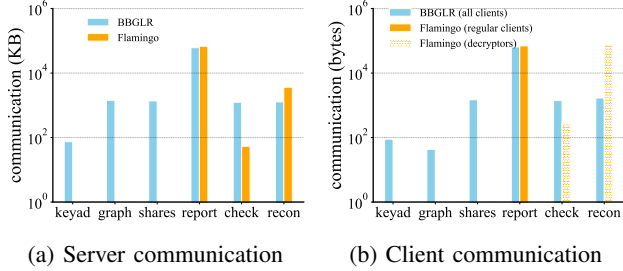 10^6
10^4
10^2
10^0
communication (KB)
BBGLR
Flamingo
keyad graph shares report check recon
(a) Server communication
10^6
10^4
10^2
10^0
communication (bytes)
BBGLR (all clients)
Flamingo (regular clients)
Flamingo (decryptors)
keyad graph shares report check recon
(b) Client communication